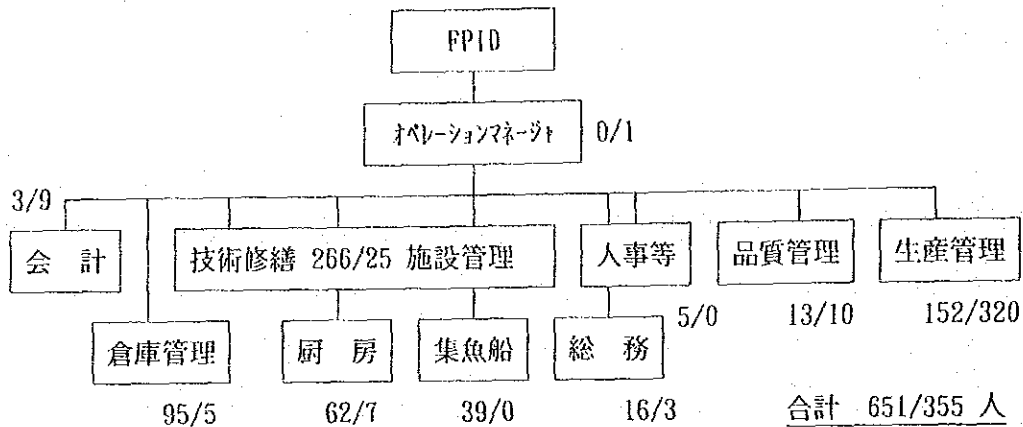 FPID
オペレーションマネージャ 0/1
3/9
会 計
技術修繕 266/25 施設管理
人事等
品質管理
生産管理
5/0
13/10
152/320
倉庫管理
厨 房
集魚船
総 務
95/5
62/7
39/0
16/3
合計 651/355 人